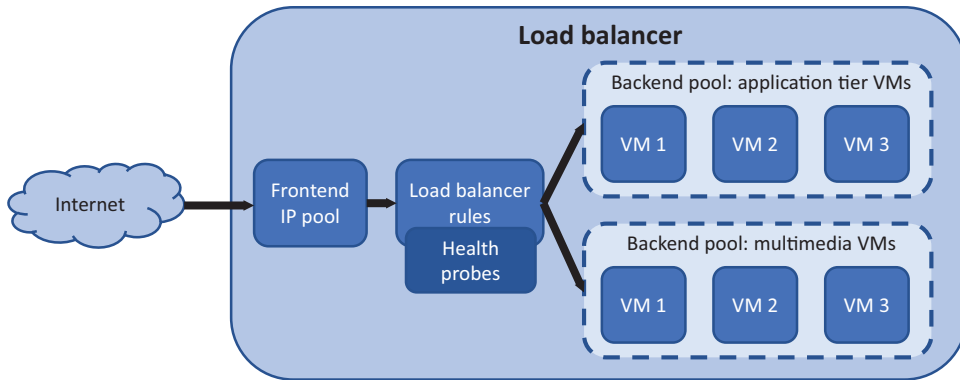 Load balancer
Internet
Frontend
IP pool
Load balancer
rules
Health
probes
Backend pool: application tier VMs
VM 1
VM 2
VM 3
Backend pool: multimedia VMs
VM 1
VM 2
VM 3